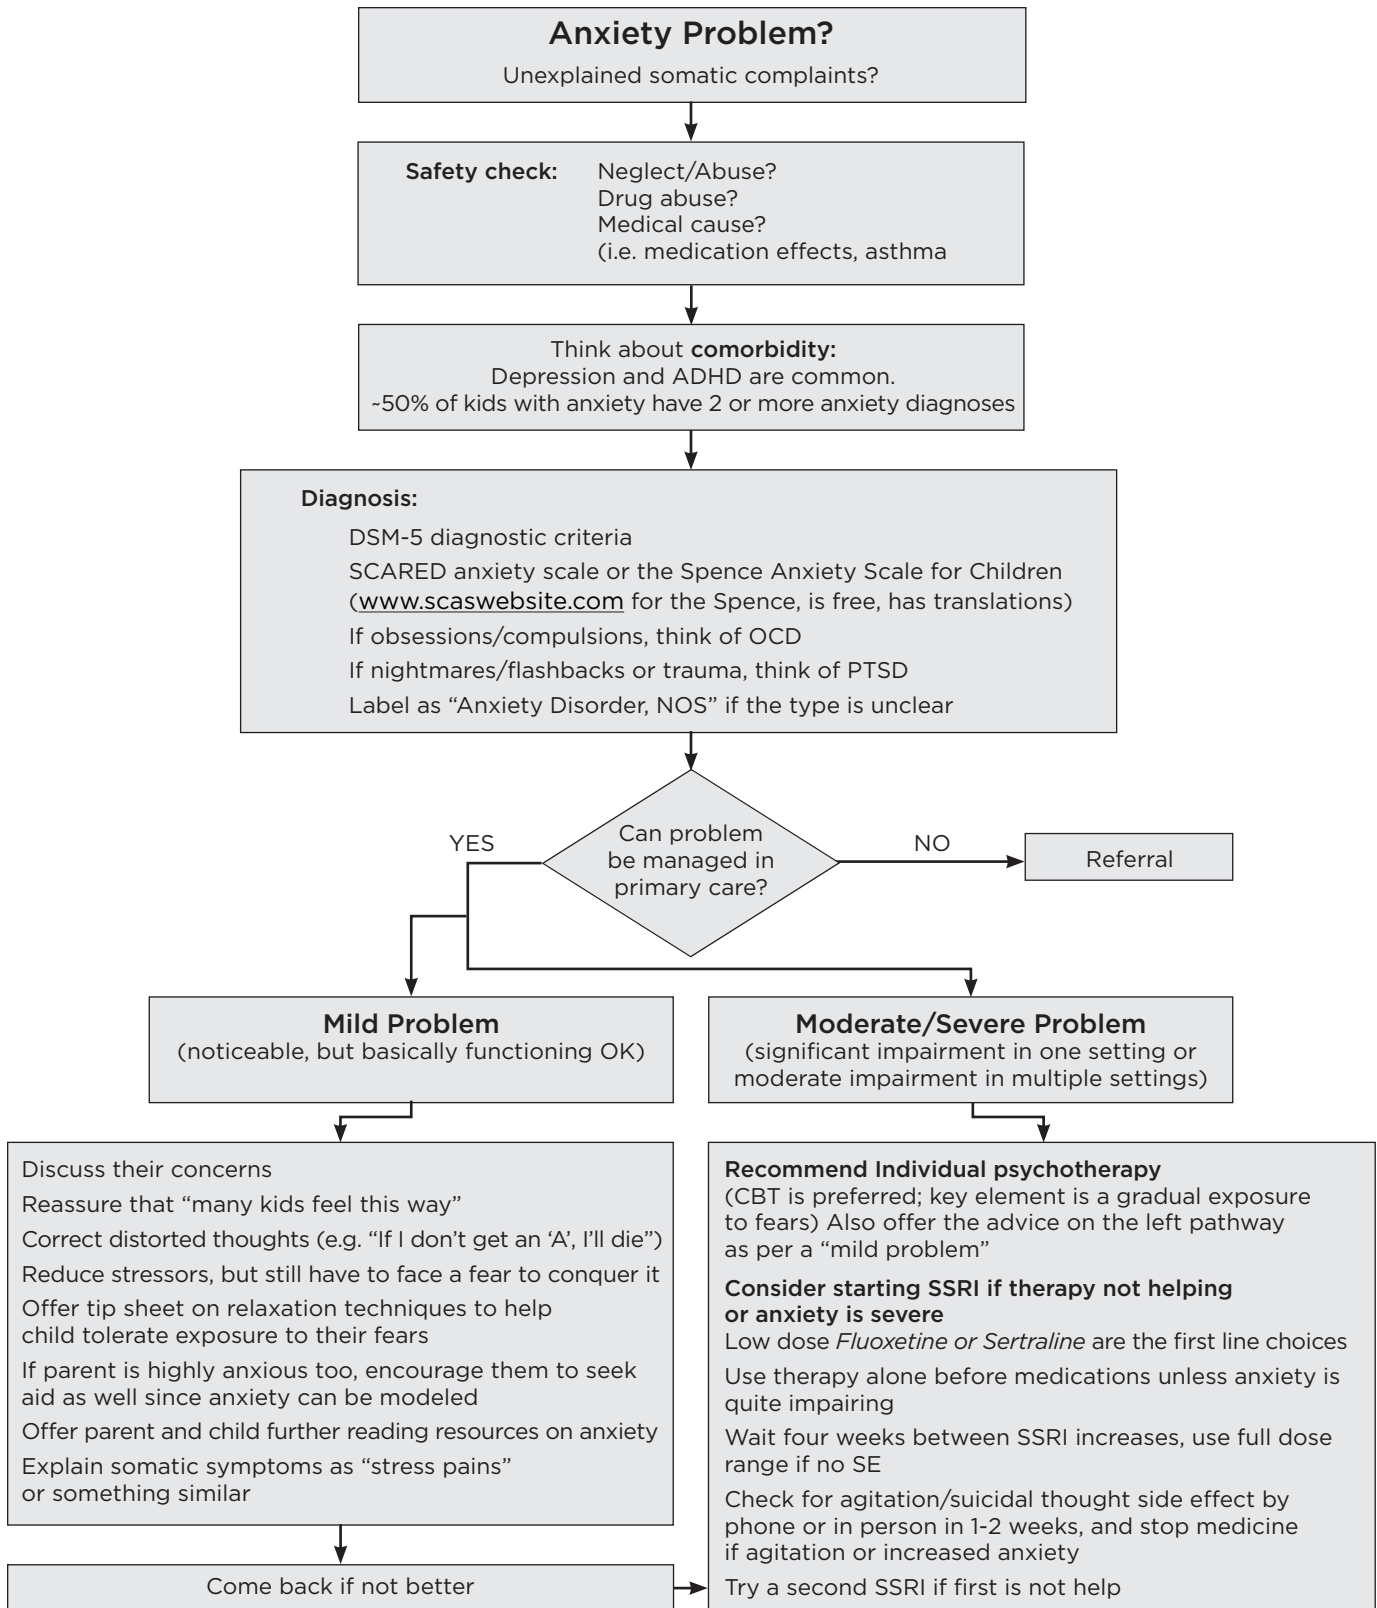 Anxiety Problem?
Unexplained somatic complaints?
Safety check: Neglect/Abuse?
Drug abuse?
Medical cause?
(i.e. medication effects, asthma
Think about comorbidity:
Depression and ADHD are common.
~50% of kids with anxiety have 2 or more anxiety diagnoses
Diagnosis:
DSM-5 diagnostic criteria
SCARED anxiety scale or the Spence Anxiety Scale for Children
(www.scaswebsite.com for the Spence, is free, has translations)
If obsessions/compulsions, think of OCD
If nightmares/flashbacks or trauma, think of PTSD
Label as “Anxiety Disorder, NOS” if the type is unclear
Can problem
be managed in
primary care?
YES
NO
Referral
Mild Problem
(noticeable, but basically functioning OK)
Discuss their concerns
Reassure that “many kids feel this way”
Correct distorted thoughts (e.g. “If I don’t get an ‘A’, I’ll die”)
Reduce stressors, but still have to face a fear to conquer it
Offer tip sheet on relaxation techniques to help
child tolerate exposure to their fears
If parent is highly anxious too, encourage them to seek
aid as well since anxiety can be modeled
Offer parent and child further reading resources on anxiety
Explain somatic symptoms as “stress pains”
or something similar
Come back if not better
Moderate/Severe Problem
(significant impairment in one setting or
moderate impairment in multiple settings)
Recommend Individual psychotherapy
(CBT is preferred; key element is a gradual exposure
to fears) Also offer the advice on the left pathway
as per a “mild problem”
Consider starting SSRI if therapy not helping
or anxiety is severe
Low dose Fluoxetine or Sertraline are the first line choices
Use therapy alone before medications unless anxiety is
quite impairing
Wait four weeks between SSRI increases, use full dose
range if no SE
Check for agitation/suicidal thought side effect by
phone or in person in 1-2 weeks, and stop medicine
if agitation or increased anxiety
Try a second SSRI if first is not help